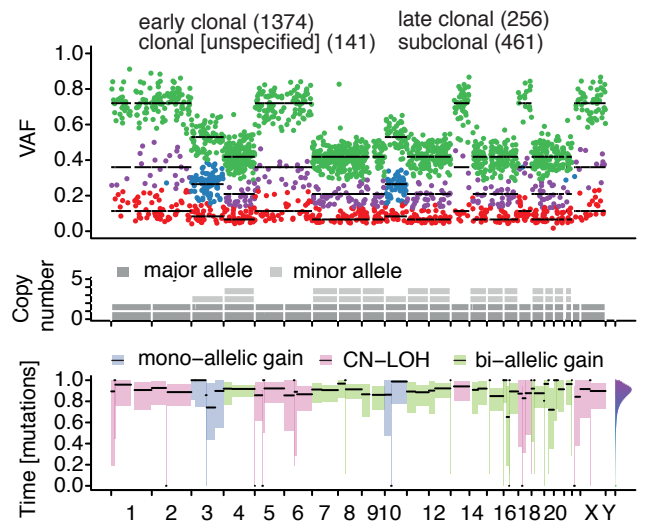 early clonal (1374) late clonal (256)
clonal [unspecified] (141) subclonal (461)
VAF
1.0
0.8
0.6
0.4
0.2
0.0
major allele minor allele
Copy
number
5
0
mono−allelic gain CN−LOH bi−allelic gain
Time [mutations]
1.0
0.8
0.6
0.4
0.2
0.0
1 2 3 4 5 6 7 8 9 10 12 14 16 18 20 X Y